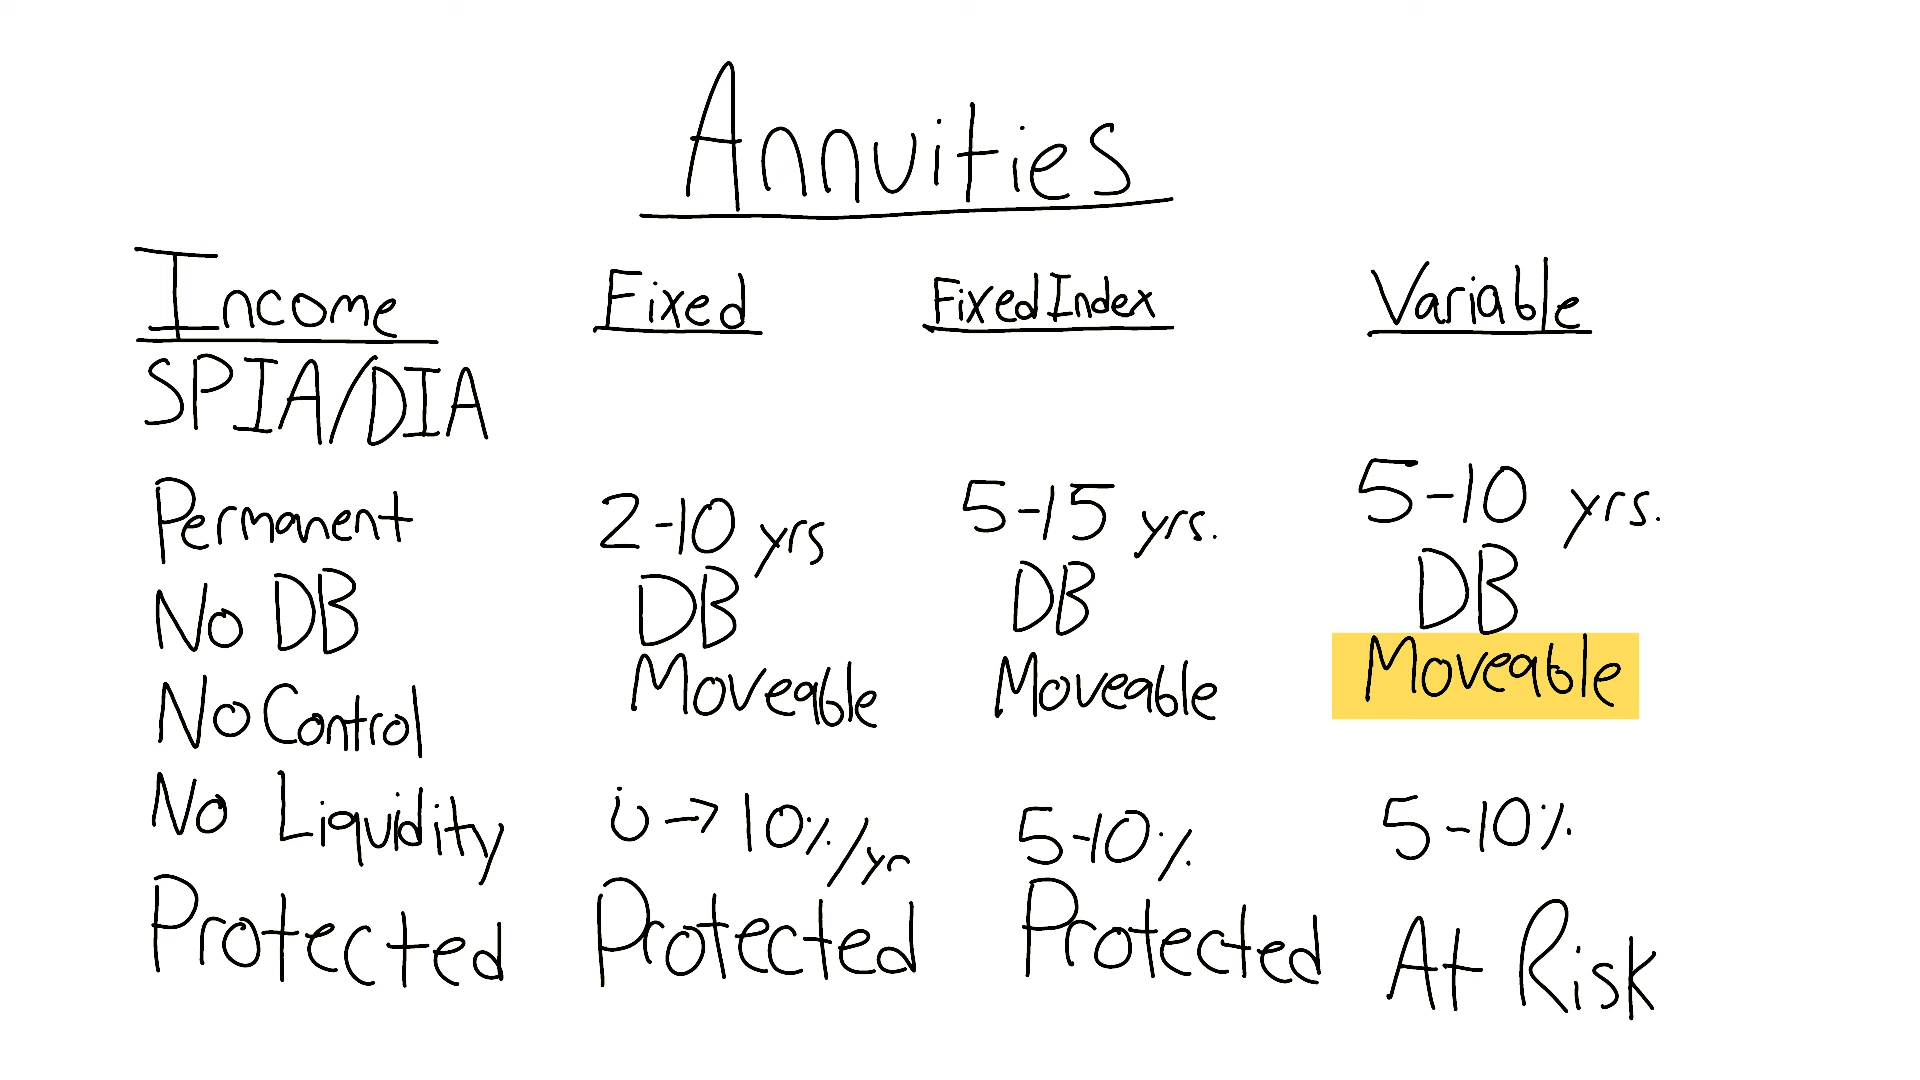 Annuities
Income Fixed Fixed Index Variable
SPIA/DIA
Permanent 2-10 yrs 5-15 yrs. 5-10 yrs.
No DB DB DB DB
No Control Moveable Moveable Moveable
No Liquidity i → 10%/yr 5-10% 5-10%
Protected Protected Protected At Risk